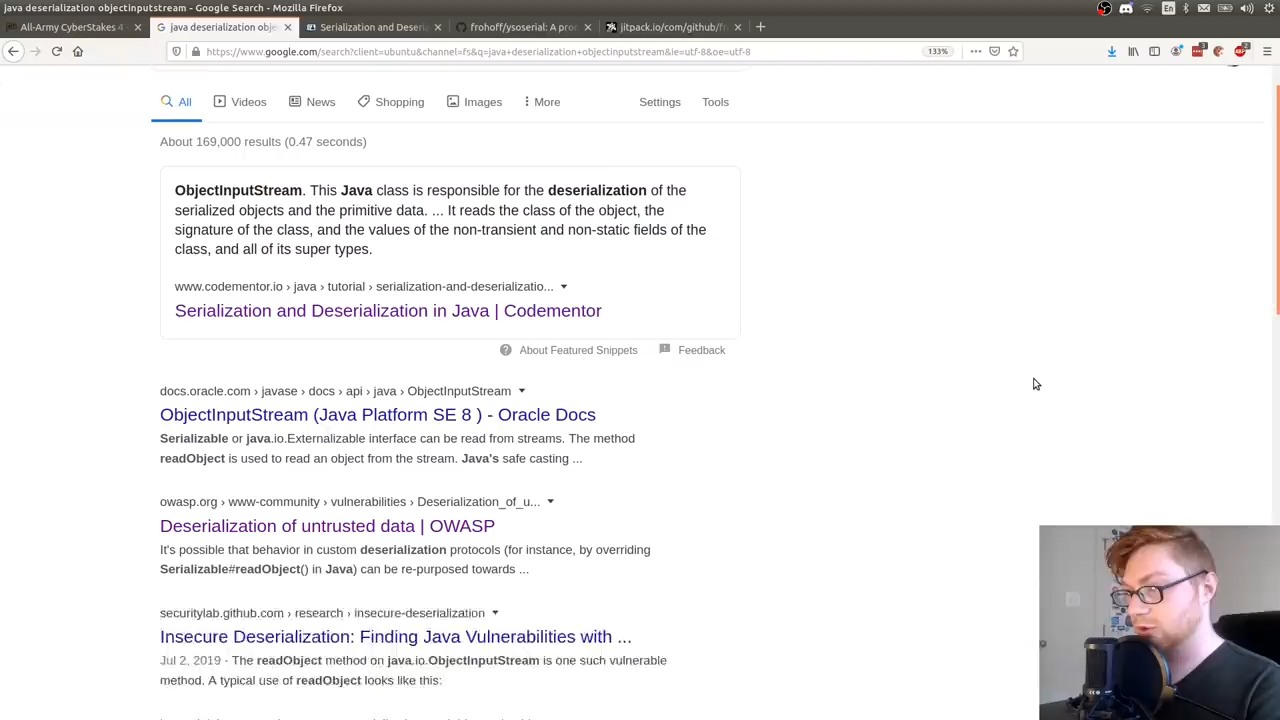 java deserialization objectinputstream - Google Search - Mozilla Firefox
En
All-Army CyberStakes 4 -
java deserialization obje
Serialization and Deseria
frohoff/ysoserial: A pro
jitpack.io/com/github/fr
https://www.google.com/search?client=ubuntu&channel=fs&q=java+deserialization+objectinputstream&ie=utf-8&oe=utf-8
133%
All
Videos
News
Shopping
Images
More
Settings
Tools
About 169,000 results (0.47 seconds)
ObjectInputStream. This Java class is responsible for the deserialization of the
serialized objects and the primitive data. ... It reads the class of the object, the
signature of the class, and the values of the non-transient and non-static fields of the
class, and all of its super types.
www.codementor.io › java › tutorial › serialization-and-deserializatio...
Serialization and Deserialization in Java | Codementor
About Featured Snippets
Feedback
docs.oracle.com › javase › docs › api › java › ObjectInputStream
ObjectInputStream (Java Platform SE 8 ) - Oracle Docs
Serializable or java.io.Externalizable interface can be read from streams. The method
readObject is used to read an object from the stream. Java's safe casting ...
owasp.org › www-community › vulnerabilities › Deserialization_of_u...
Deserialization of untrusted data | OWASP
It's possible that behavior in custom deserialization protocols (for instance, by overriding
Serializable#readObject() in Java) can be re-purposed towards ...
securitylab.github.com › research › insecure-deserialization
Insecure Deserialization: Finding Java Vulnerabilities with ...
Jul 2, 2019 - The readObject method on java.io.ObjectInputStream is one such vulnerable
method. A typical use of readObject looks like this: